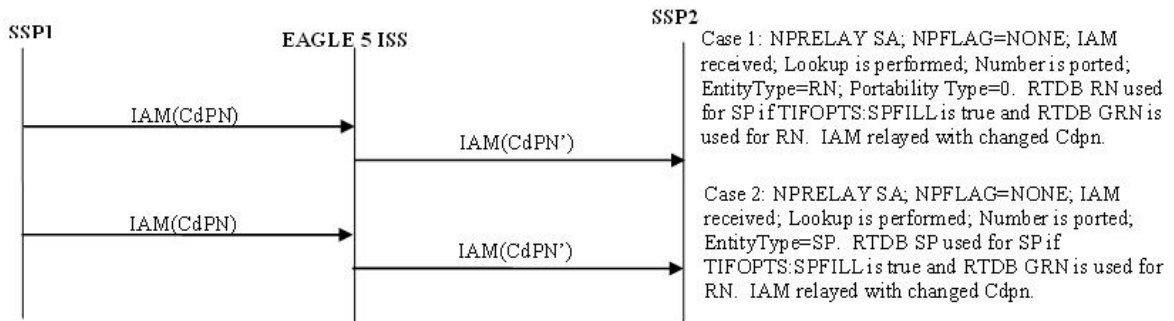 SSP1
EAGLE 5 ISS
SSP2
IAM(CdPN)
IAM(CdPN’)
Case 1: NPRELAY SA; NPFLAG=NONE; IAM
received; Lookup is performed; Number is ported;
EntityType=RN; Portability Type=0. RTDB RN used
for SP if TIFOPTS:SPFILL is true and RTDB GRN is
used for RN. IAM relayed with changed Cdpn.
IAM(CdPN)
IAM(CdPN’)
Case 2: NPRELAY SA; NPFLAG=NONE; IAM
received; Lookup is performed; Number is ported;
EntityType=SP. RTDB SP used for SP if
TIFOPTS:SPFILL is true and RTDB GRN is used for
RN. IAM relayed with changed Cdpn.